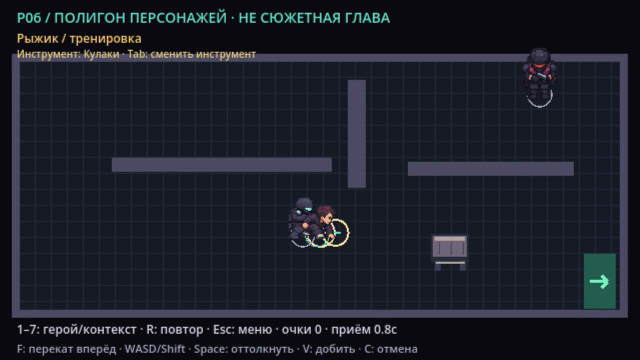 P06 / ПОЛИГОН ПЕРСОНАЖЕЙ · НЕ СЮЖЕТНАЯ ГЛАВА
Рыжик / тренировка
Инструмент: Кулаки · Tab: сменить инструмент
1–7: герой/контекст · R: повтор · Esc: меню · очки 0 · приём 0.8с
F: перекат вперёд · WASD/Shift · Space: оттолкнуть · V: добить · C: отмена